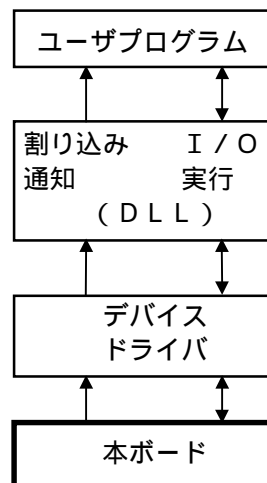 ユーザプログラム
割り込み　　Ｉ／Ｏ
通知　　　　実行
（ＤＬＬ）
デバイス
ドライバ
本ボード